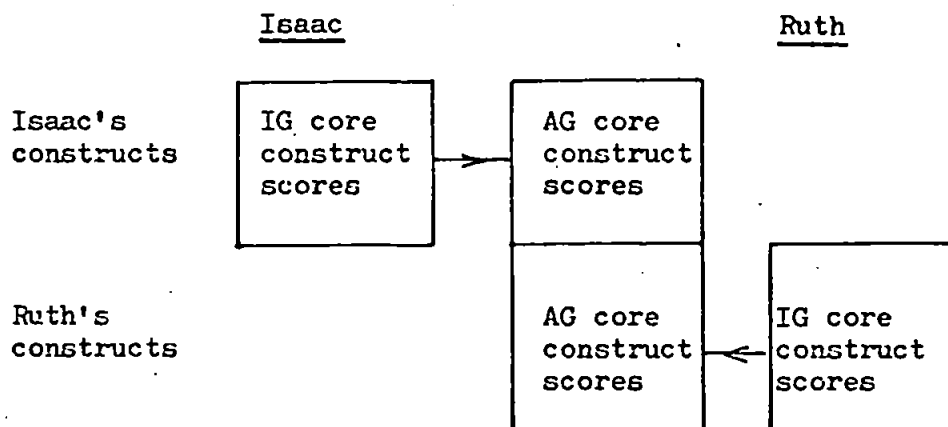 Isaac
Ruth
Isaac's
constructs
IG core
construct
scores
AG core
construct
scores
Ruth's
constructs
AG core
construct
scores
IG core
construct
scores